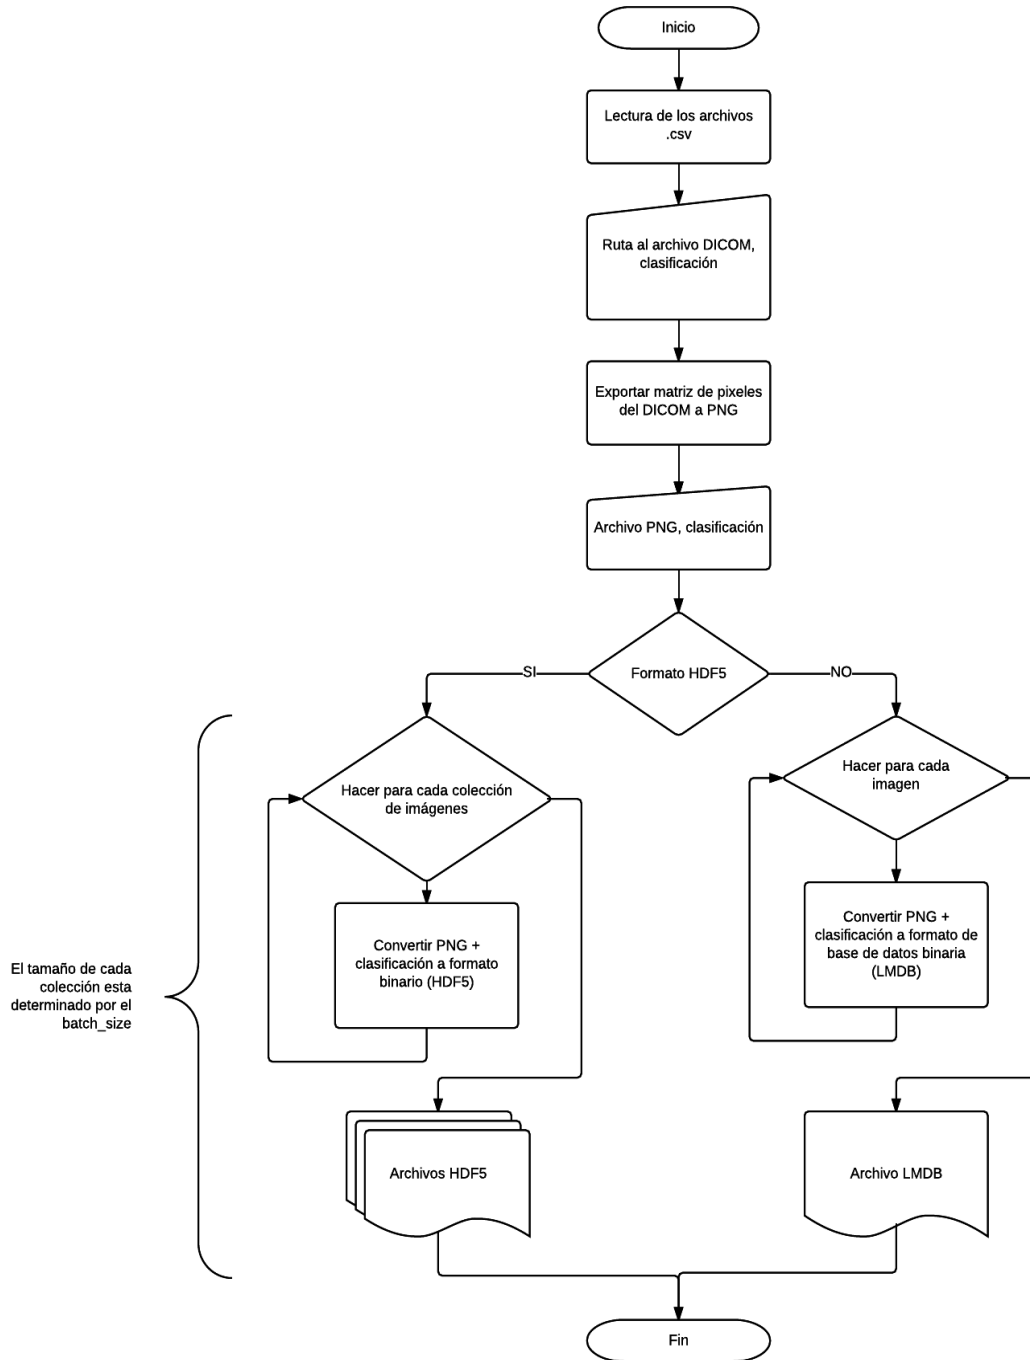 Inicio
Lectura de los archivos
.csv
Ruta al archivo DICOM,
clasificación
Exportar matriz de pixeles
del DICOM a PNG
Archivo PNG, clasificación
Formato HDF5
SI
NO
Hacer para cada colección
de imágenes
Hacer para cada
imagen
Convertir PNG +
clasificación a formato
binario (HDF5)
Convertir PNG +
clasificación a formato de
base de datos binaria
(LMDB)
El tamaño de cada
colección esta
determinado por el
batch_size
Archivos HDF5
Archivo LMDB
Fin